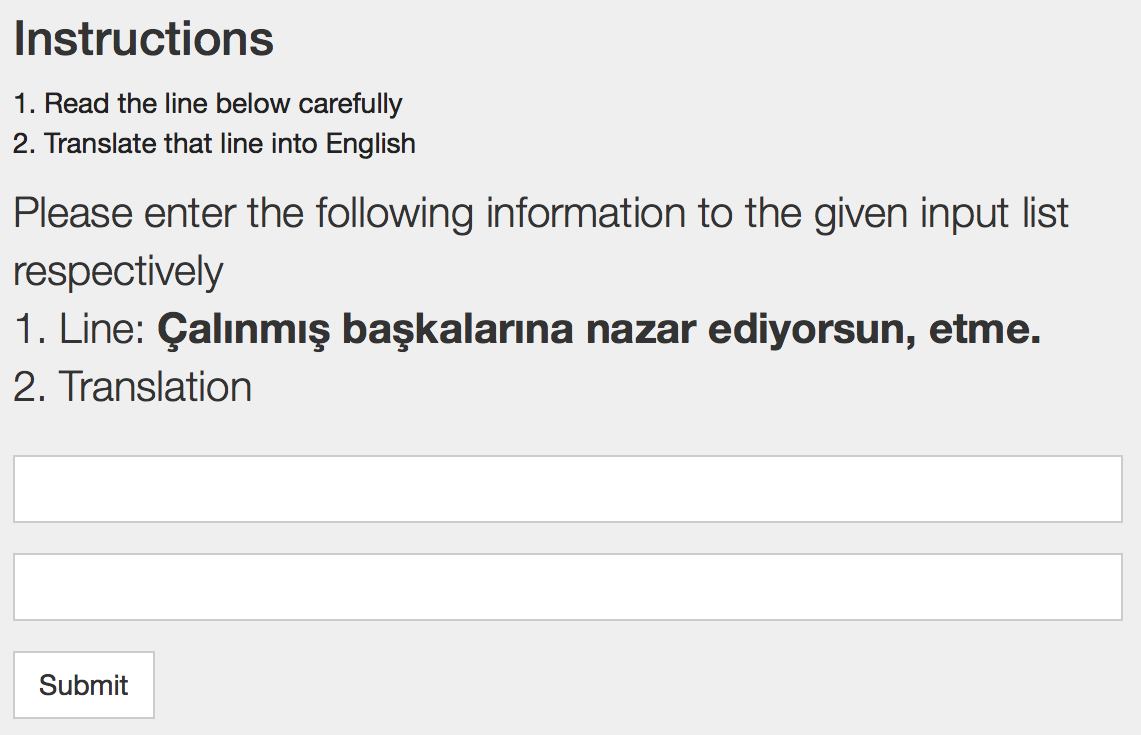 Instructions
1. Read the line below carefully
2. Translate that line into English
Please enter the following information to the given input list
respectively
1. Line: Çalınmış başkalarına nazar ediyorsun, etme.
2. Translation
Submit